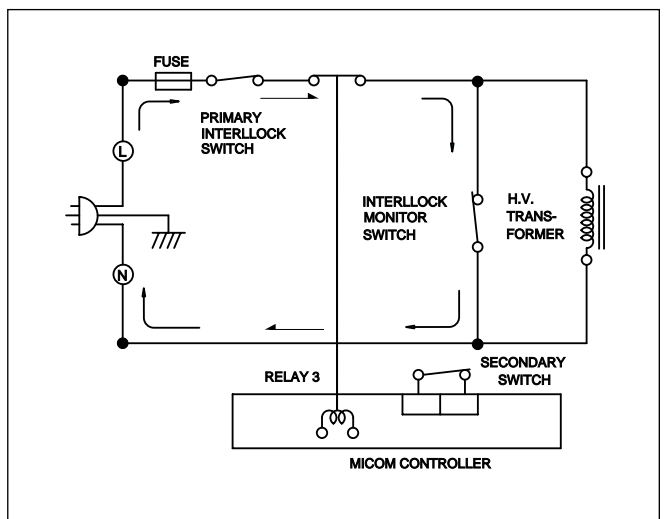 FUSE
PRIMARY
INTERLLOCK
SWITCH
L
INTERLLOCK
MONITOR
SWITCH
H.V.
TRANS-
FORMER
N
RELAY 3
SECONDARY
SWITCH
MICOM CONTROLLER